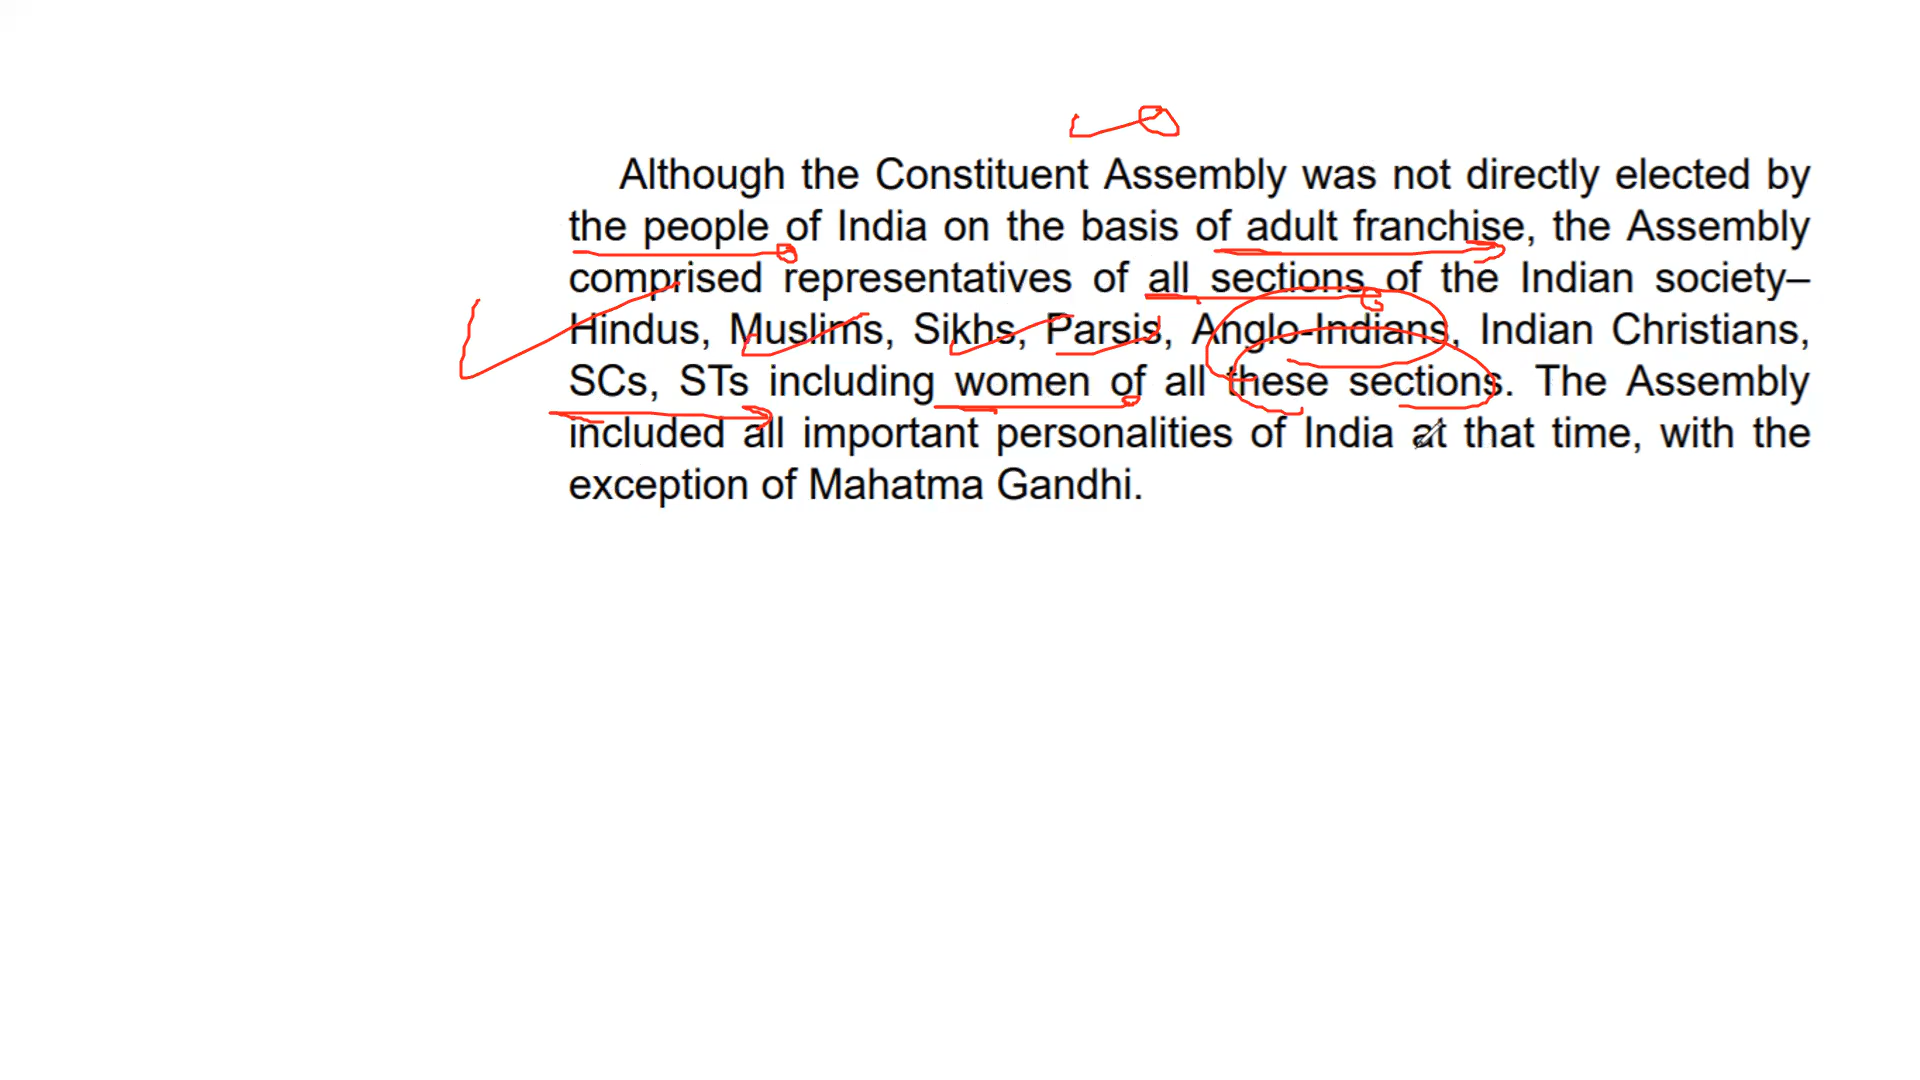 Although the Constituent Assembly was not directly elected by
the people of India on the basis of adult franchise, the Assembly
comprised representatives of all sections of the Indian society–
Hindus, Muslims, Sikhs, Parsis, Anglo-Indians, Indian Christians,
SCs, STs including women of all these sections. The Assembly
included all important personalities of India at that time, with the
exception of Mahatma Gandhi.